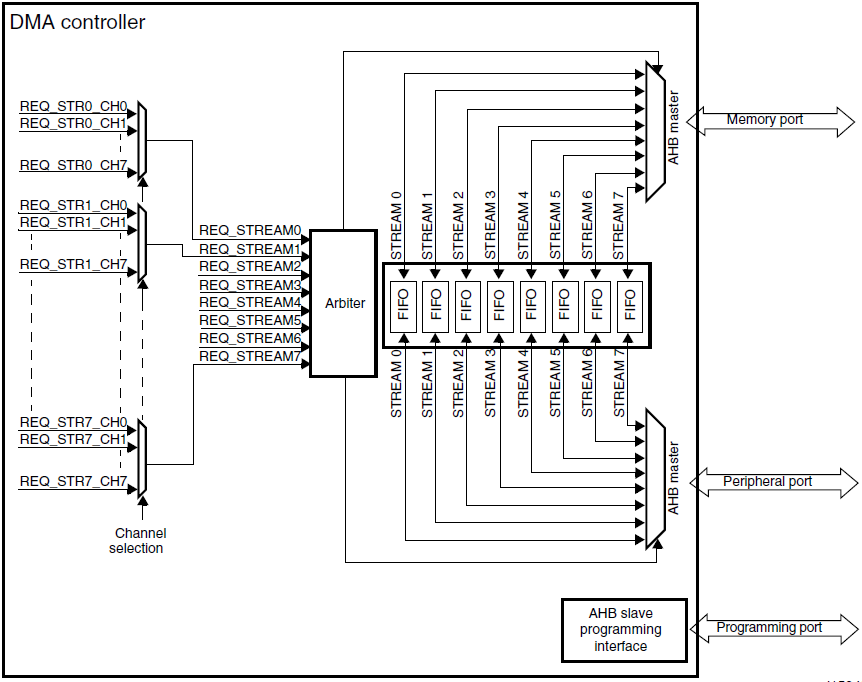 DMA controller
REQ_STR0_CH0
REQ_STR0_CH1
REQ_STR0_CH7
REQ_STR1_CH0
REQ_STR1_CH1
REQ_STR1_CH7
REQ_STR7_CH0
REQ_STR7_CH1
REQ_STR7_CH7
Channel
selection
REQ_STREAM0
REQ_STREAM1
REQ_STREAM2
REQ_STREAM3
REQ_STREAM4
REQ_STREAM5
REQ_STREAM6
REQ_STREAM7
Arbiter
STREAM 0
STREAM 1
STREAM 2
STREAM 3
STREAM 4
STREAM 5
STREAM 6
STREAM 7
FIFO
FIFO
FIFO
FIFO
FIFO
FIFO
FIFO
FIFO
STREAM 0
STREAM 1
STREAM 2
STREAM 3
STREAM 4
STREAM 5
STREAM 6
STREAM 7
AHB master
Memory port
AHB master
Peripheral port
AHB slave
programming
interface
Programming port